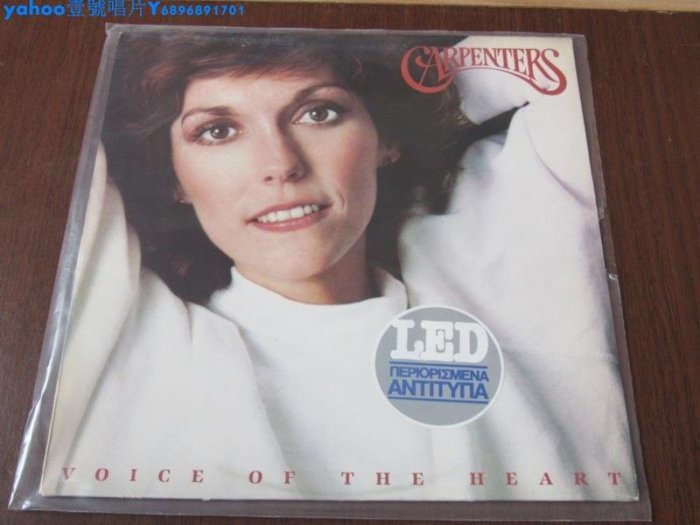 yahoo壹號唱片Y6896891701
CARPENTERS
LED
ΠΕΡΙΟΡΙΣΜΕΝΑ
ΑΝΤΙΤΥΠΑ
VOICE OF THE HEART